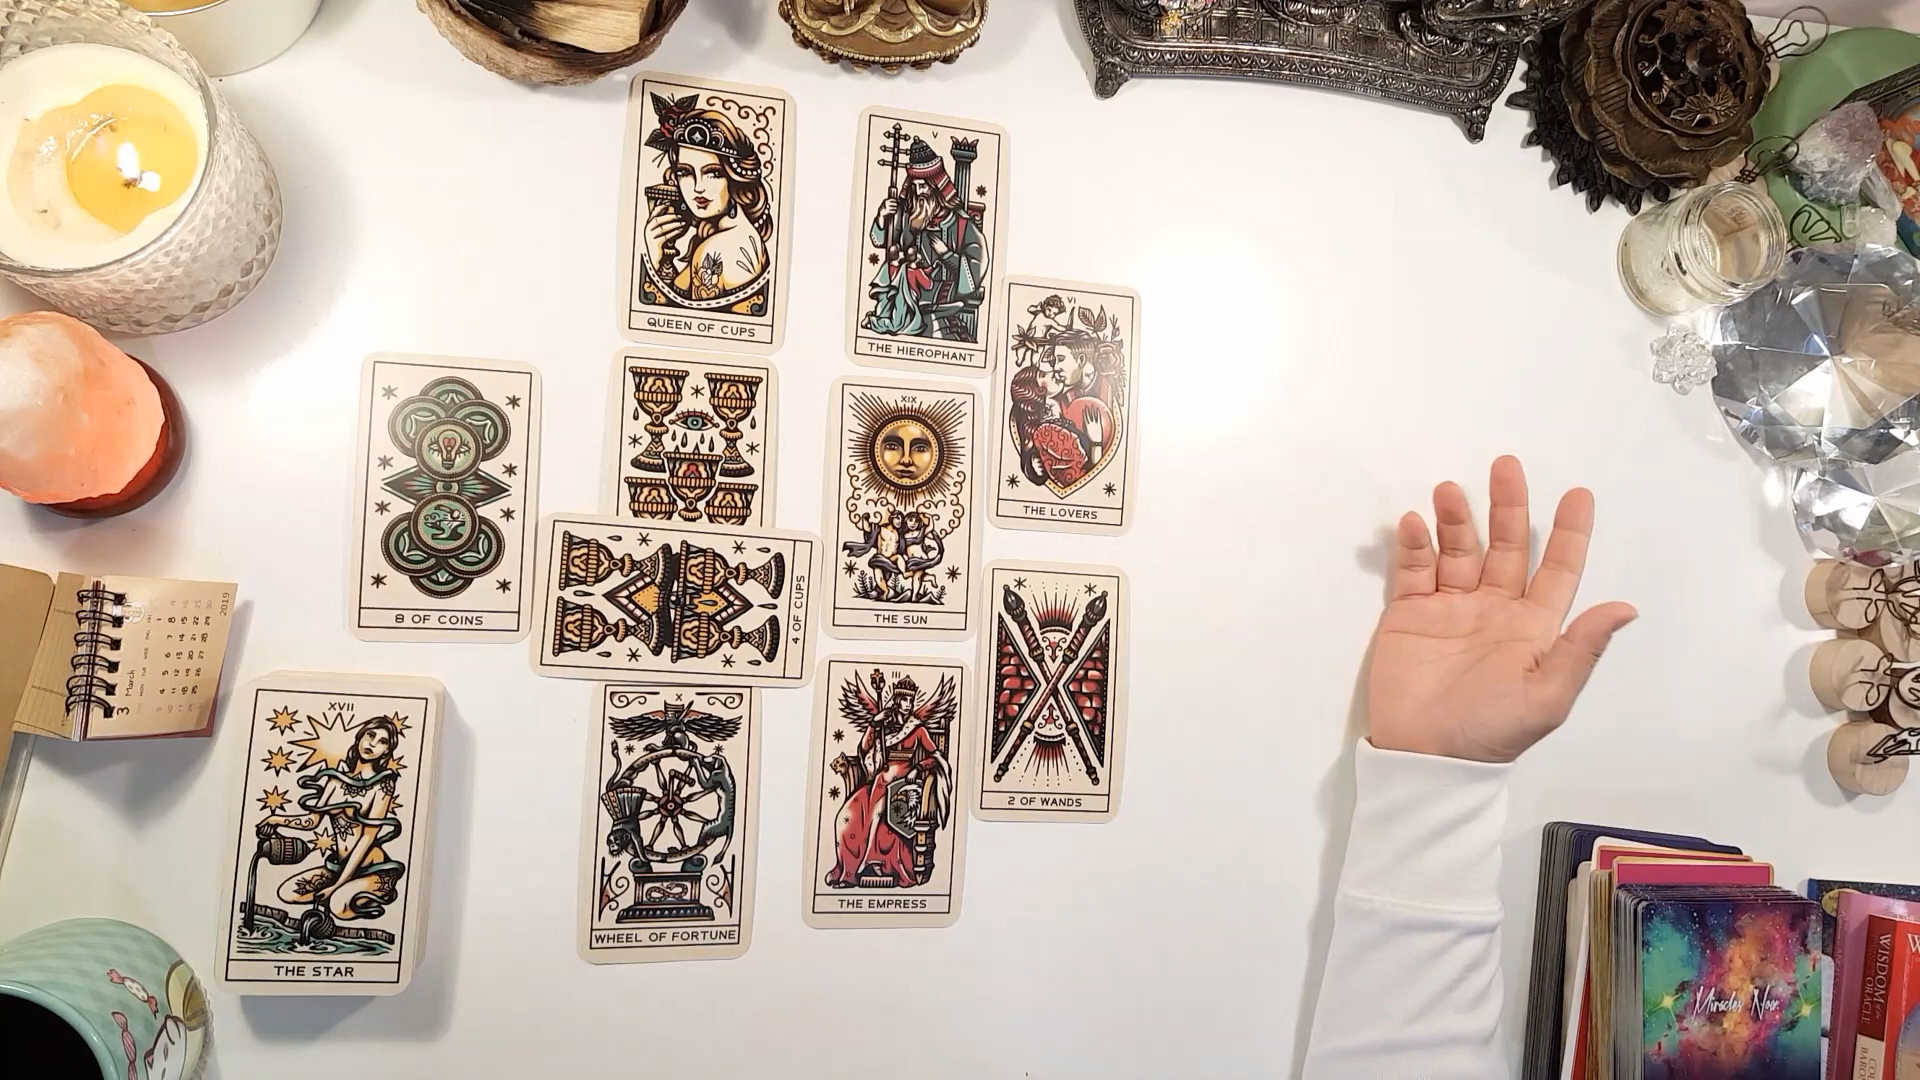 QUEEN OF CUPS
V
THE HIEROPHANT
VI
THE LOVERS
8 OF COINS
XIX
THE SUN
4 OF CUPS
2 OF WANDS
X
WHEEL OF FORTUNE
III
THE EMPRESS
XVII
THE STAR
3 March
2019
Miracles Now
WISDOM
ORACLE